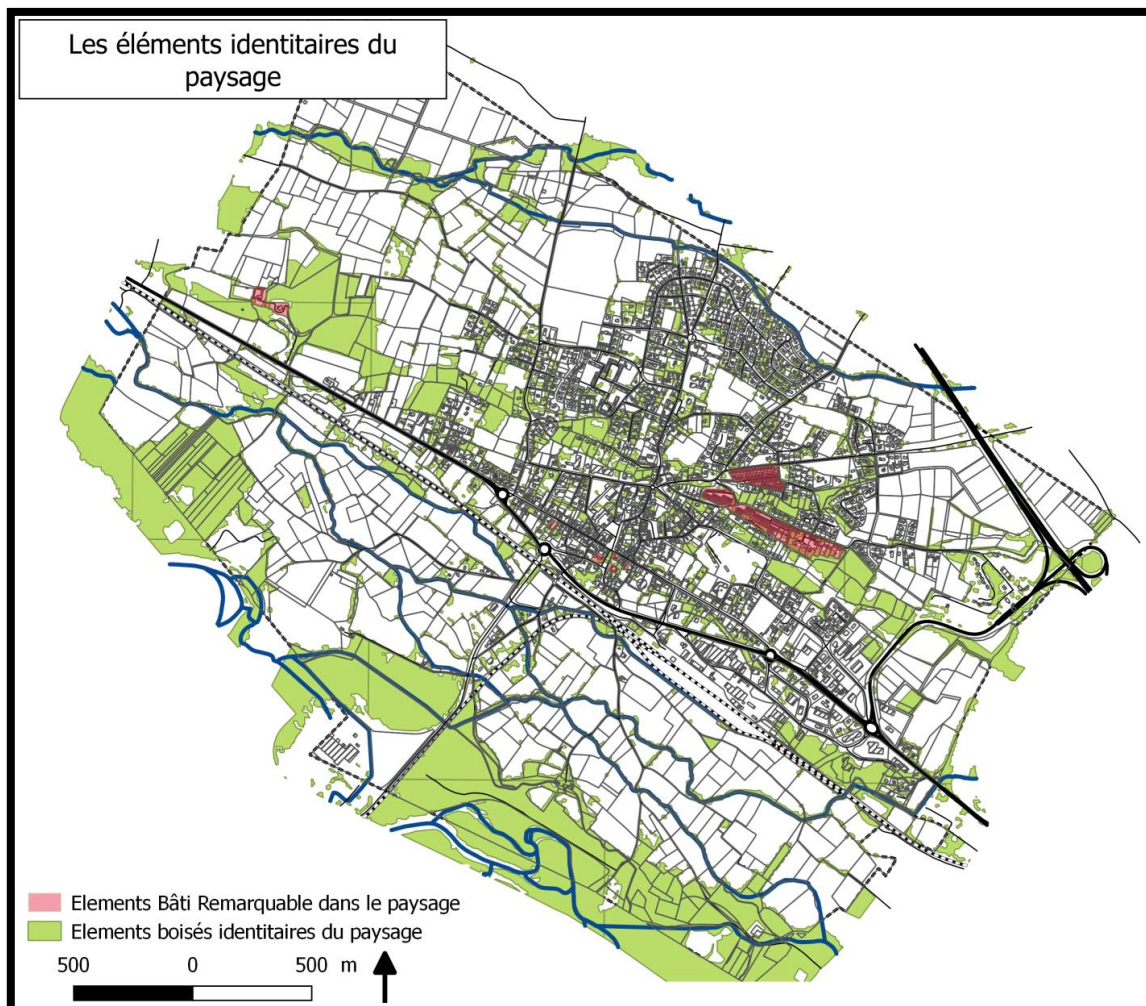 Les éléments identitaires du
paysage
Elements Bâti Remarquable dans le paysage
Elements boisés identitaires du paysage
500 0 500 m